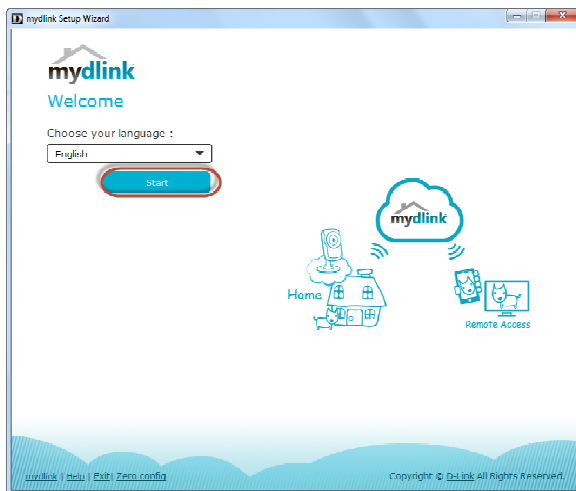 mydlink Setup Wizard
mydlink
Welcome
Choose your language :
English
Start
mydlink
Home
Remote Access
mydlink | Help | Exit | Zero config
Copyright © D-Link All Rights Reserved.